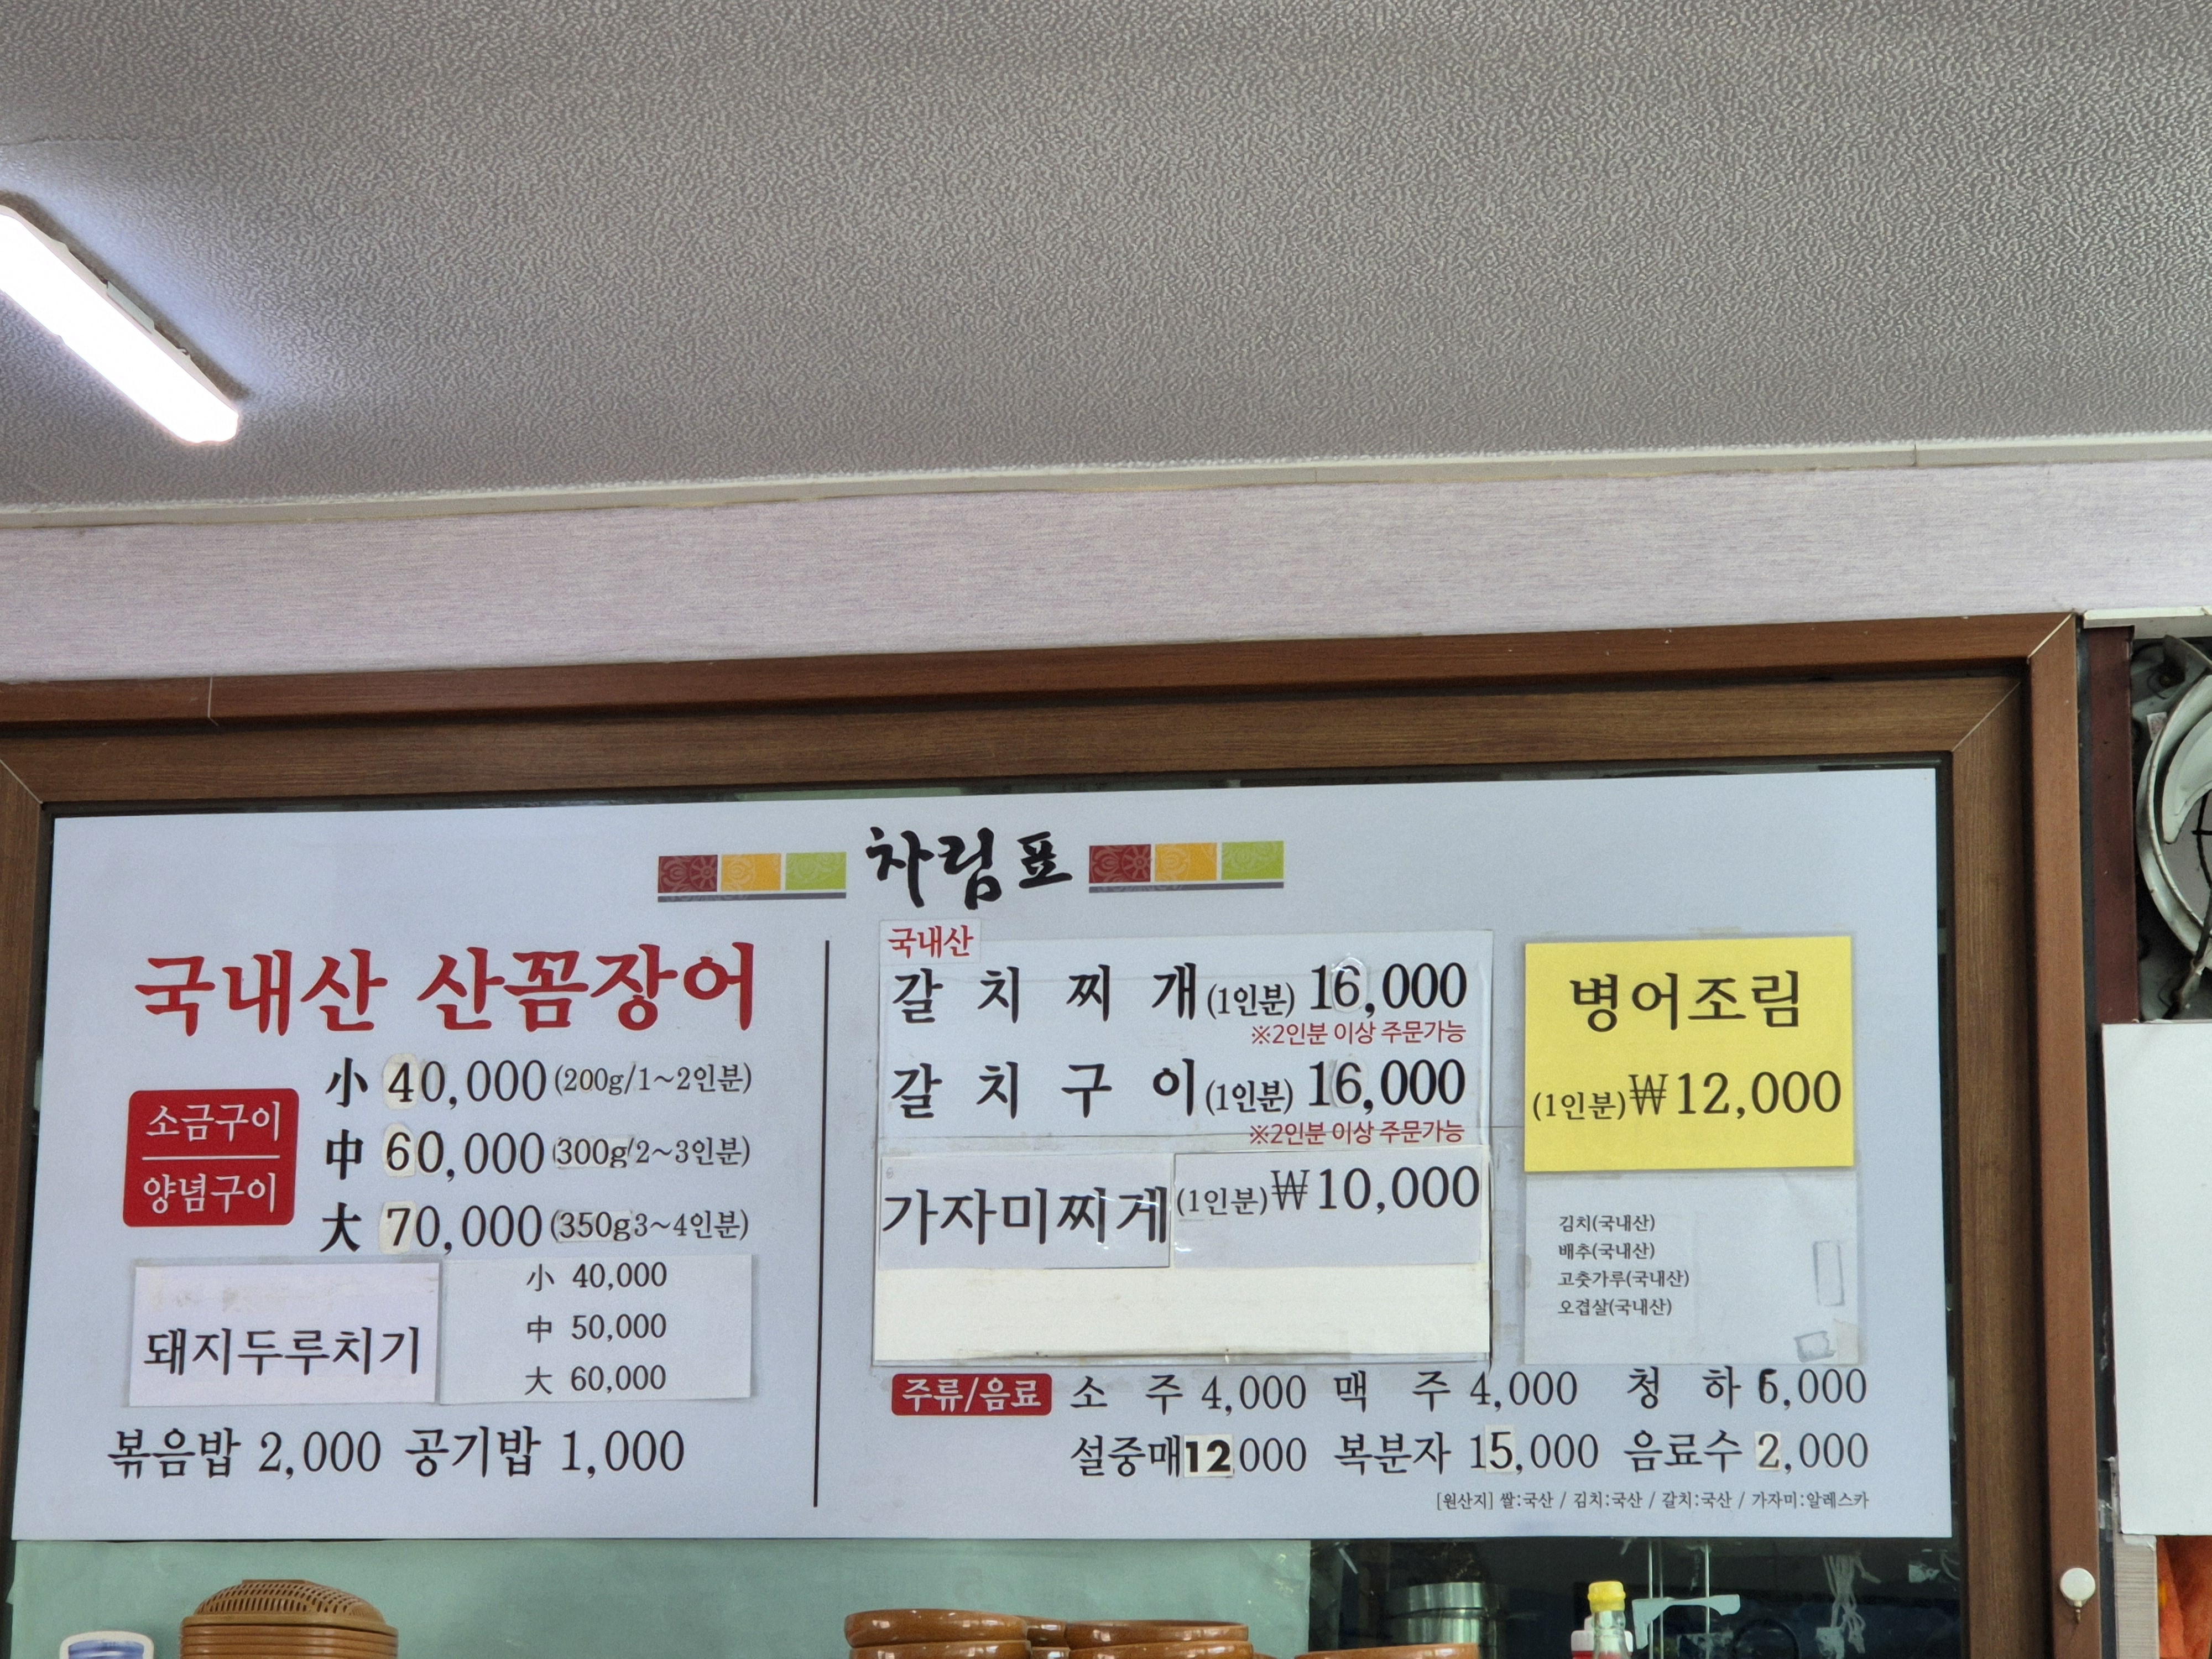 차림표
국내산 산꼼장어
소금구이
양념구이
小 40,000 (200g/1~2인분)
中 60,000 (300g/2~3인분)
大 70,000 (350g3~4인분)
돼지두루치기
小 40,000
中 50,000
大 60,000
볶음밥 2,000 공기밥 1,000
국내산
갈치찌개 (1인분) 16,000
※2인분 이상 주문가능
갈치구이 (1인분) 16,000
※2인분 이상 주문가능
가자미찌게 (1인분)₩10,000
병어조림
(1인분)₩12,000
김치(국내산)
배추(국내산)
고춧가루(국내산)
오겹살(국내산)
주류/음료 소주 4,000 맥주 4,000 청하 6,000
설중매 12,000 복분자 15,000 음료수 2,000
[원산지] 쌀:국산 / 김치:국산 / 갈치:국산 / 가자미:알레스카